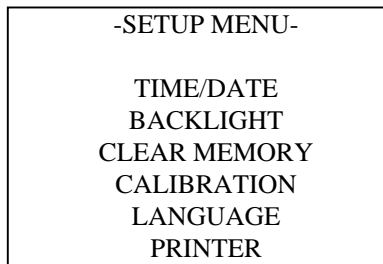 -SETUP MENU-
TIME/DATE
BACKLIGHT
CLEAR MEMORY
CALIBRATION
LANGUAGE
PRINTER